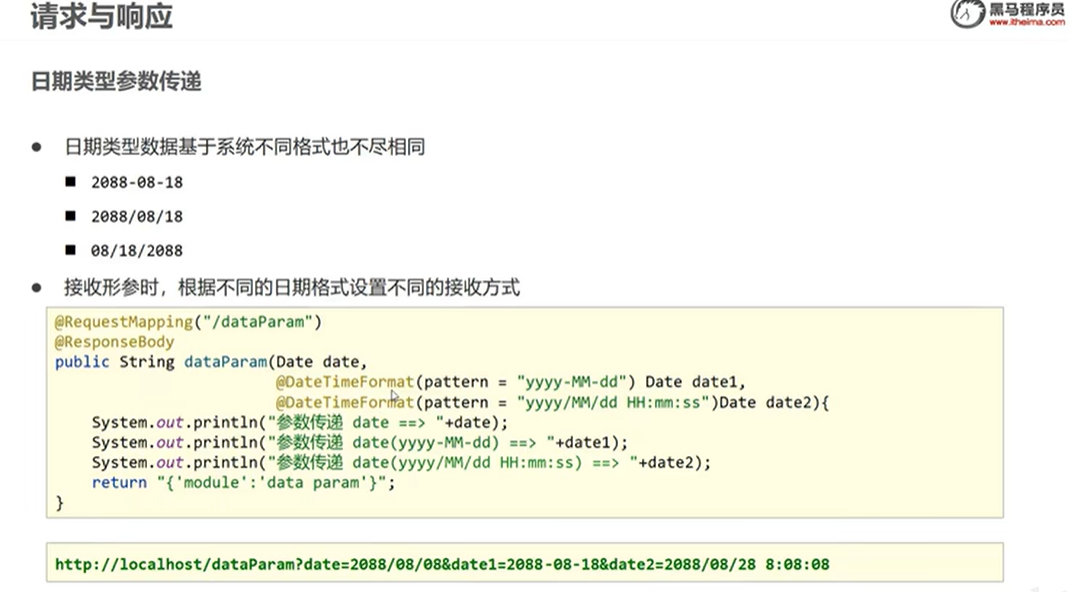 请求与响应
黑马程序员
www.itheima.com
日期类型参数传递
● 日期类型数据基于系统不同格式也不尽相同
■ 2088-08-18
■ 2088/08/18
■ 08/18/2088
● 接收形参时，根据不同的日期格式设置不同的接收方式
@RequestMapping("/dataParam")
@ResponseBody
public String dataParam(Date date,
@DateTimeFormat(pattern = "yyyy-MM-dd") Date date1,
@DateTimeFormat(pattern = "yyyy/MM/dd HH:mm:ss")Date date2){
System.out.println("参数传递 date ==> "+date);
System.out.println("参数传递 date(yyyy-MM-dd) ==> "+date1);
System.out.println("参数传递 date(yyyy/MM/dd HH:mm:ss) ==> "+date2);
return "{'module':'data param'}";
}
http://localhost/dataParam?date=2088/08/08&date1=2088-08-18&date2=2088/08/28 8:08:08